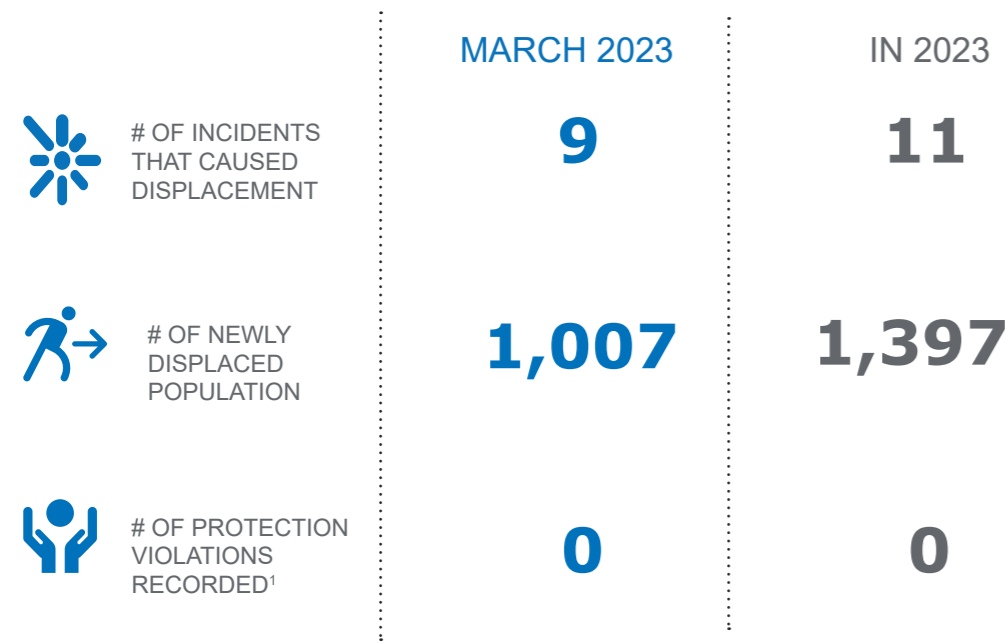 MARCH 2023
IN 2023
# OF INCIDENTS
THAT CAUSED
DISPLACEMENT
9
11
# OF NEWLY
DISPLACED
POPULATION
1,007
1,397
# OF PROTECTION
VIOLATIONS
RECORDED¹
0
0